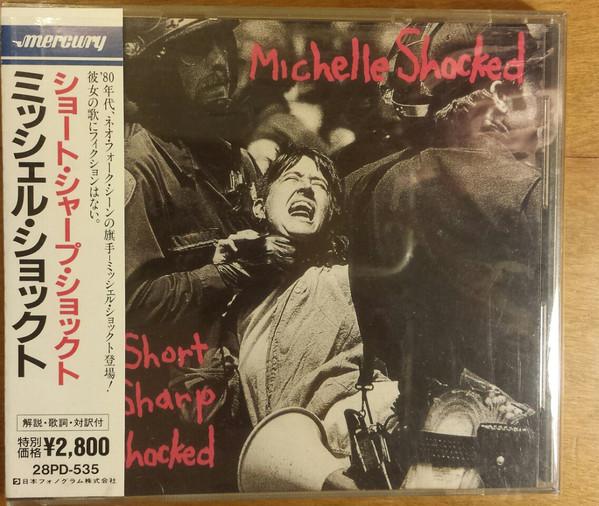 mercury
ショート・シャープ・ショックト
ミッシェル・ショックト
'80年代、ネオ・フォーク・シーンの旗手ーミッシェル・ショックト登場!
彼女の歌にフィクションはない。
解説・歌詞・対訳付
特別価格 ¥2,800
28PD-535
日本フォノグラム株式会社
Michelle Shocked
Short
Sharp
hocked